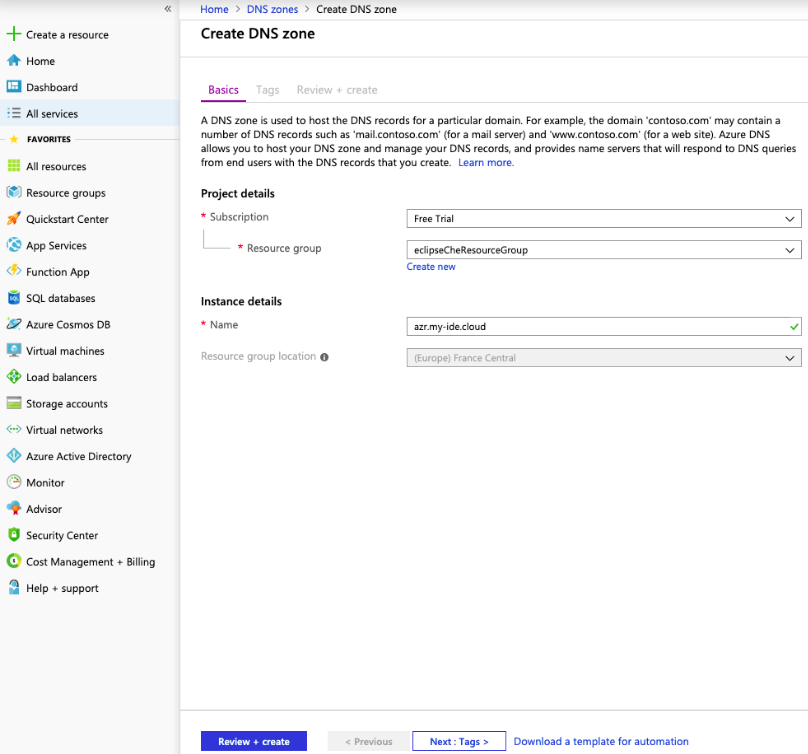 «
Create a resource
Home
Dashboard
All services
FAVORITES
All resources
Resource groups
Quickstart Center
App Services
Function App
SQL databases
Azure Cosmos DB
Virtual machines
Load balancers
Storage accounts
Virtual networks
Azure Active Directory
Monitor
Advisor
Security Center
Cost Management + Billing
Help + support
Home > DNS zones > Create DNS zone
Create DNS zone
Basics Tags Review + create
A DNS zone is used to host the DNS records for a particular domain. For example, the domain 'contoso.com' may contain a
number of DNS records such as 'mail.contoso.com' (for a mail server) and 'www.contoso.com' (for a web site). Azure DNS
allows you to host your DNS zone and manage your DNS records, and provides name servers that will respond to DNS queries
from end users with the DNS records that you create. Learn more.
Project details
* Subscription Free Trial
* Resource group eclipseCheResourceGroup
Create new
Instance details
* Name azr.my-ide.cloud
Resource group location (Europe) France Central
Review + create < Previous Next : Tags > Download a template for automation